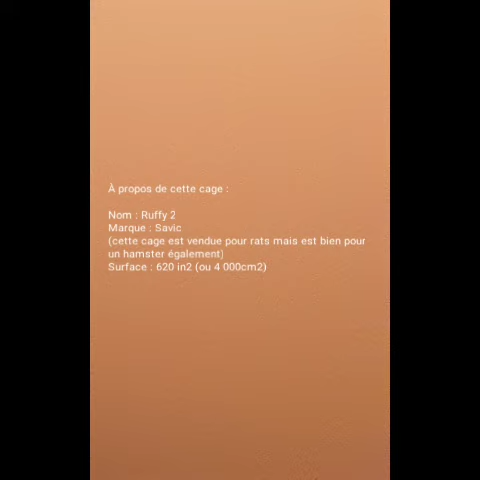 À propos de cette cage :
Nom : Ruffy 2
Marque : Savic
(cette cage est vendue pour rats mais est bien pour
un hamster également)
Surface : 620 in2 (ou 4 000cm2)